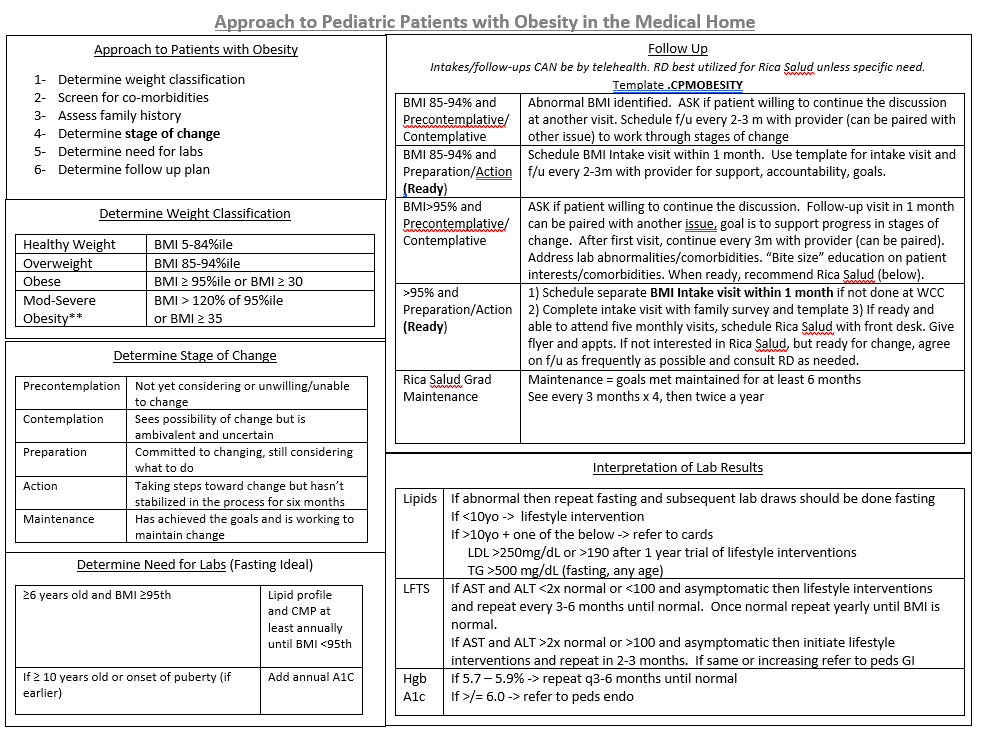 Approach to Pediatric Patients with Obesity in the Medical Home
Approach to Patients with Obesity
1- Determine weight classification
2- Screen for co-morbidities
3- Assess family history
4- Determine stage of change
5- Determine need for labs
6- Determine follow up plan
Determine Weight Classification
Healthy Weight BMI 5-84%ile
Overweight BMI 85-94%ile
Obese BMI ≥ 95%ile or BMI ≥ 30
Mod-Severe BMI > 120% of 95%ile
Obesity** or BMI ≥ 35
Determine Stage of Change
Precontemplation Not yet considering or unwilling/unable
to change
Contemplation Sees possibility of change but is
ambivalent and uncertain
Preparation Committed to changing, still considering
what to do
Action Taking steps toward change but hasn't
stabilized in the process for six months
Maintenance Has achieved the goals and is working to
maintain change
Determine Need for Labs (Fasting Ideal)
≥6 years old and BMI ≥95th Lipid profile
and CMP at
least annually
until BMI <95th
If ≥ 10 years old or onset of puberty (if Add annual A1C
earlier)
Follow Up
Intakes/follow-ups CAN be by telehealth. RD best utilized for Rica Salud unless specific need.
Template .CPMOBESITY
BMI 85-94% and Abnormal BMI identified. ASK if patient willing to continue the discussion
Precontemplative/ at another visit. Schedule f/u every 2-3 m with provider (can be paired with
Contemplative other issue) to work through stages of change
BMI 85-94% and Schedule BMI Intake visit within 1 month. Use template for intake visit and
Preparation/Action f/u every 2-3m with provider for support, accountability, goals.
(Ready)
BMI>95% and ASK if patient willing to continue the discussion. Follow-up visit in 1 month
Precontemplative/ can be paired with another issue, goal is to support progress in stages of
Contemplative change. After first visit, continue every 3m with provider (can be paired).
Address lab abnormalities/comorbidities. "Bite size" education on patient
interests/comorbidities. When ready, recommend Rica Salud (below).
>95% and 1) Schedule separate BMI Intake visit within 1 month if not done at WCC
Preparation/Action 2) Complete intake visit with family survey and template 3) If ready and
(Ready) able to attend five monthly visits, schedule Rica Salud with front desk. Give
flyer and appts. If not interested in Rica Salud, but ready for change, agree
on f/u as frequently as possible and consult RD as needed.
Rica Salud Grad Maintenance = goals met maintained for at least 6 months
Maintenance See every 3 months x 4, then twice a year
Interpretation of Lab Results
Lipids If abnormal then repeat fasting and subsequent lab draws should be done fasting
If <10yo -> lifestyle intervention
If >10yo + one of the below -> refer to cards
LDL >250mg/dL or >190 after 1 year trial of lifestyle interventions
TG >500 mg/dL (fasting, any age)
LFTS If AST and ALT <2x normal or <100 and asymptomatic then lifestyle interventions
and repeat every 3-6 months until normal. Once normal repeat yearly until BMI is
normal.
If AST and ALT >2x normal or >100 and asymptomatic then initiate lifestyle
interventions and repeat in 2-3 months. If same or increasing refer to peds GI
Hgb If 5.7 – 5.9% -> repeat q3-6 months until normal
A1c If >/= 6.0 -> refer to peds endo